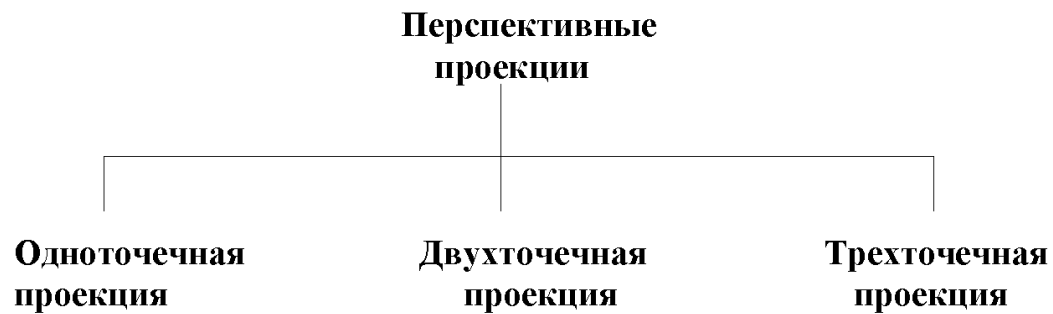 Перспективные
проекции
Одноточечная
проекция
Двухточечная
проекция
Трехточечная
проекция